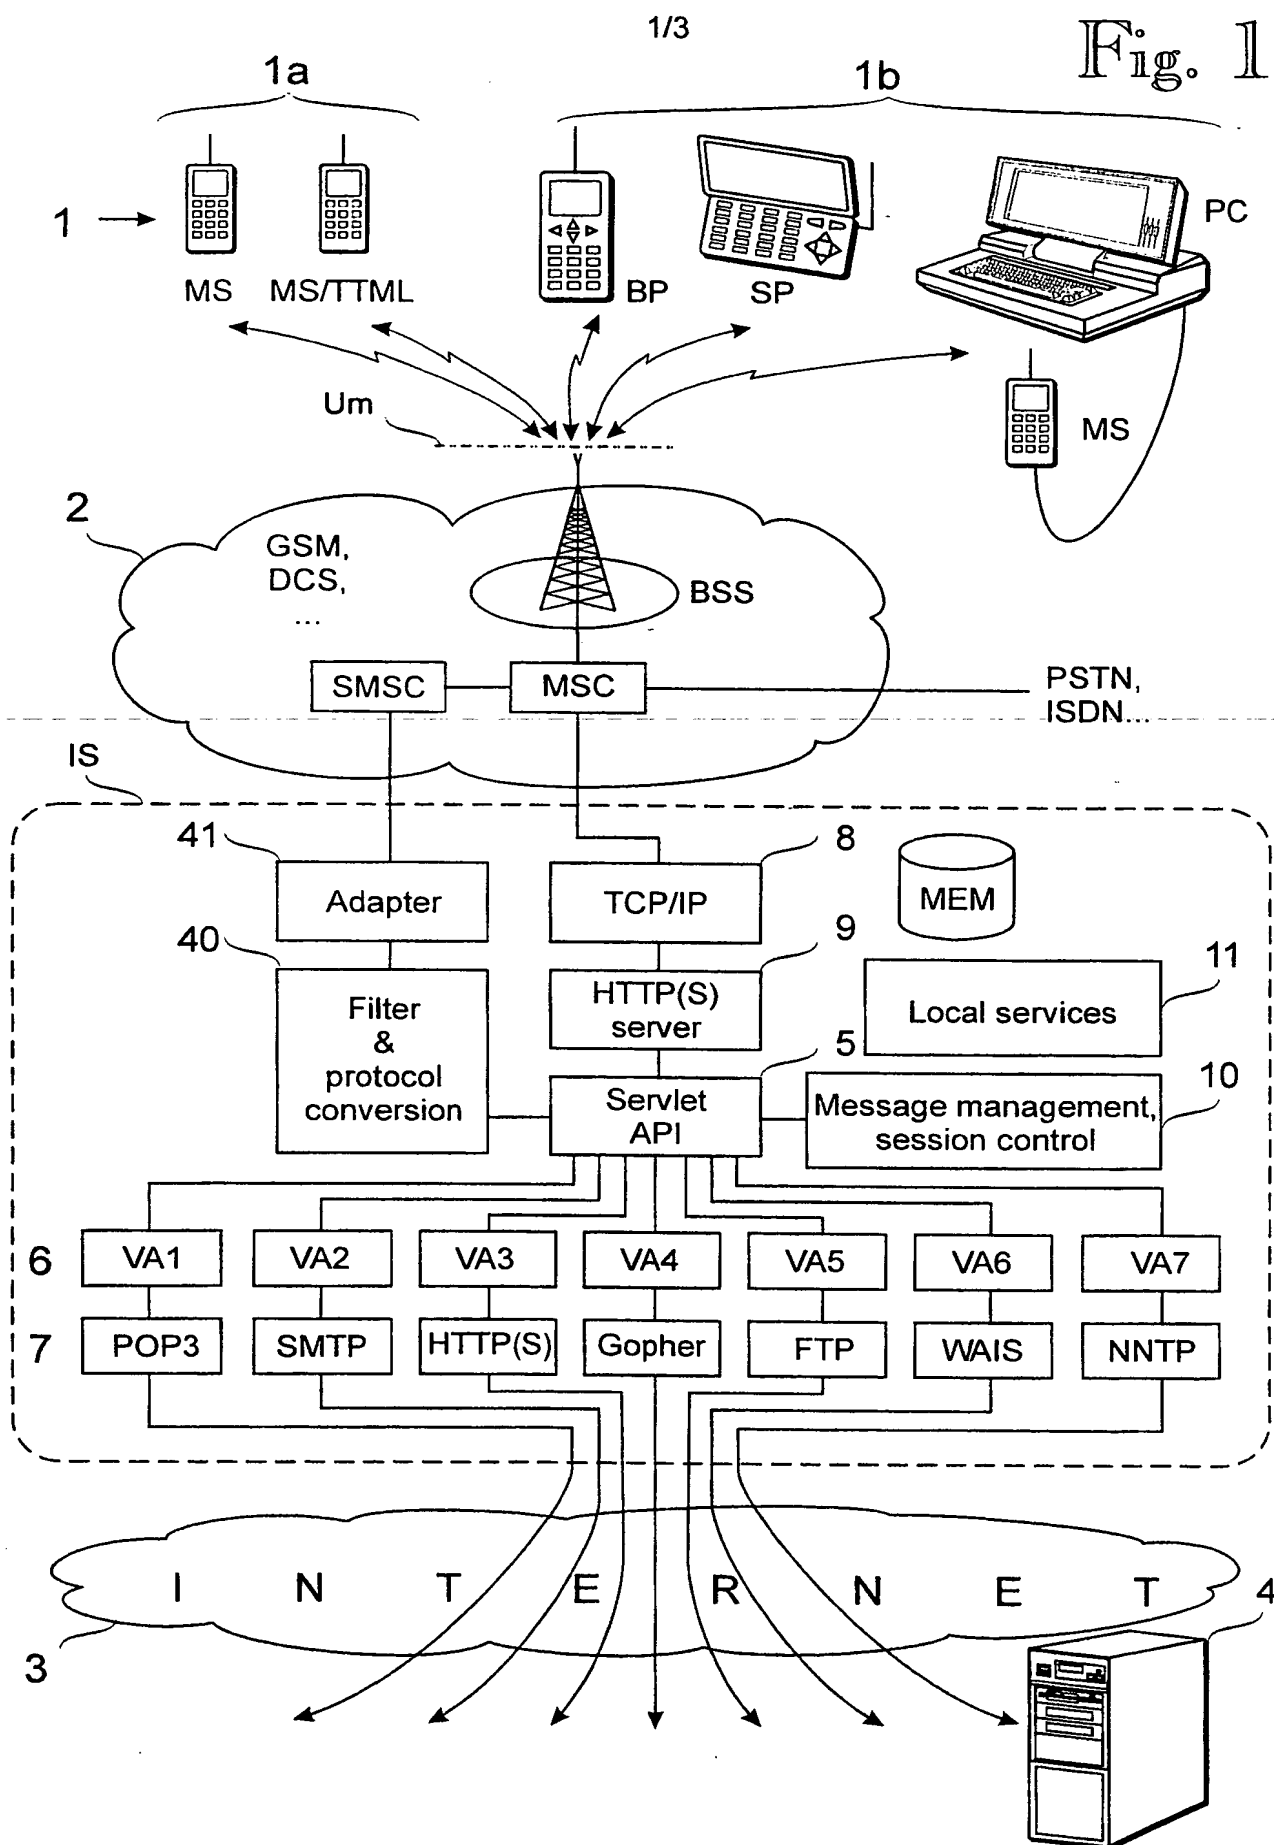 1/3
Fig. 1
1a
1b
1
MS
MS/TTML
BP
SP
PC
MS
Um
2
GSM,
DCS,
...
BSS
SMSC
MSC
PSTN,
ISDN...
IS
41
Adapter
8
TCP/IP
MEM
40
Filter
&
protocol
conversion
9
HTTP(S)
server
11
Local services
5
Servlet
API
10
Message management,
session control
6
VA1
VA2
VA3
VA4
VA5
VA6
VA7
7
POP3
SMTP
HTTP(S)
Gopher
FTP
WAIS
NNTP
I N T E R N E T
3
4